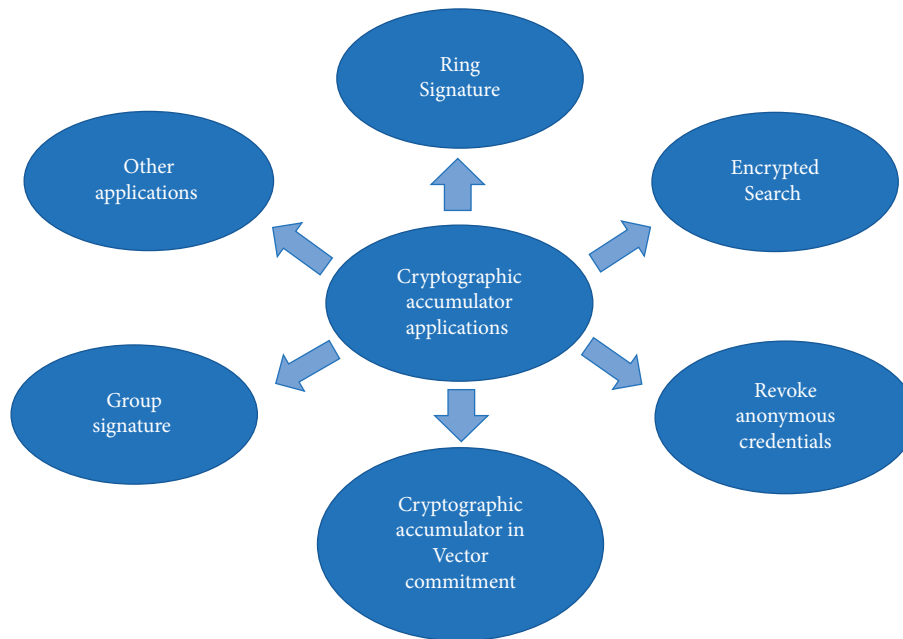 Ring
Signature
Other
applications
Encrypted
Search
Cryptographic
accumulator
applications
Group
signature
Revoke
anonymous
credentials
Cryptographic
accumulator in
Vector
commitment